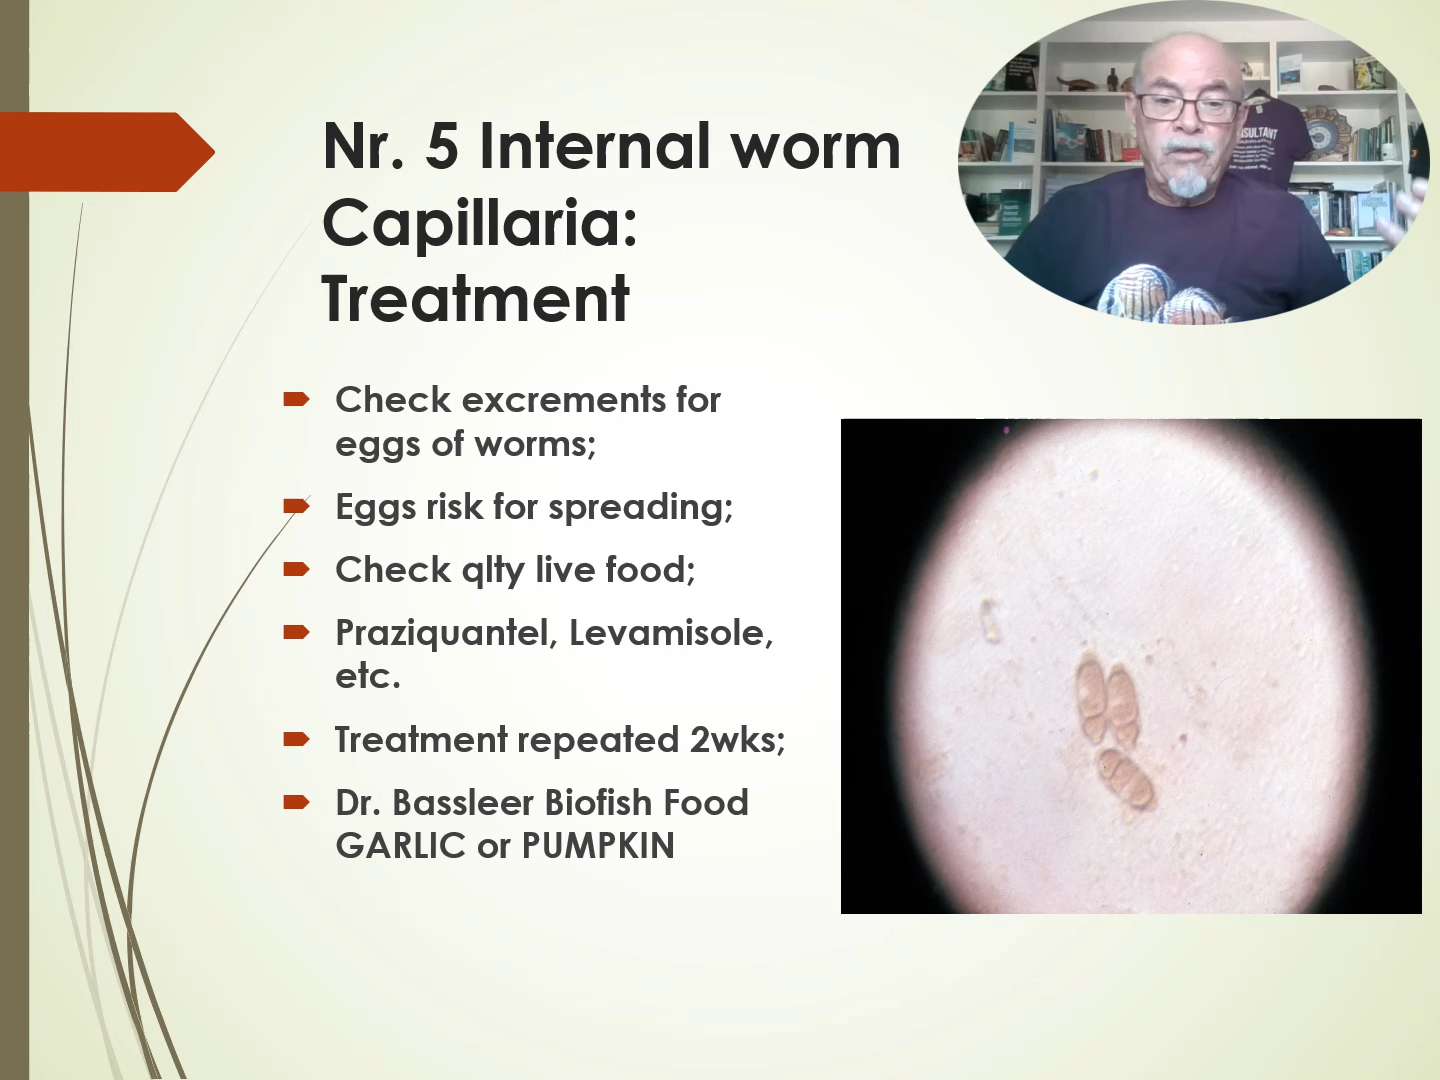 Nr. 5 Internal worm
Capillaria:
Treatment
Check excrements for
eggs of worms;
Eggs risk for spreading;
Check qlty live food;
Praziquantel, Levamisole,
etc.
Treatment repeated 2wks;
Dr. Bassleer Biofish Food
GARLIC or PUMPKIN